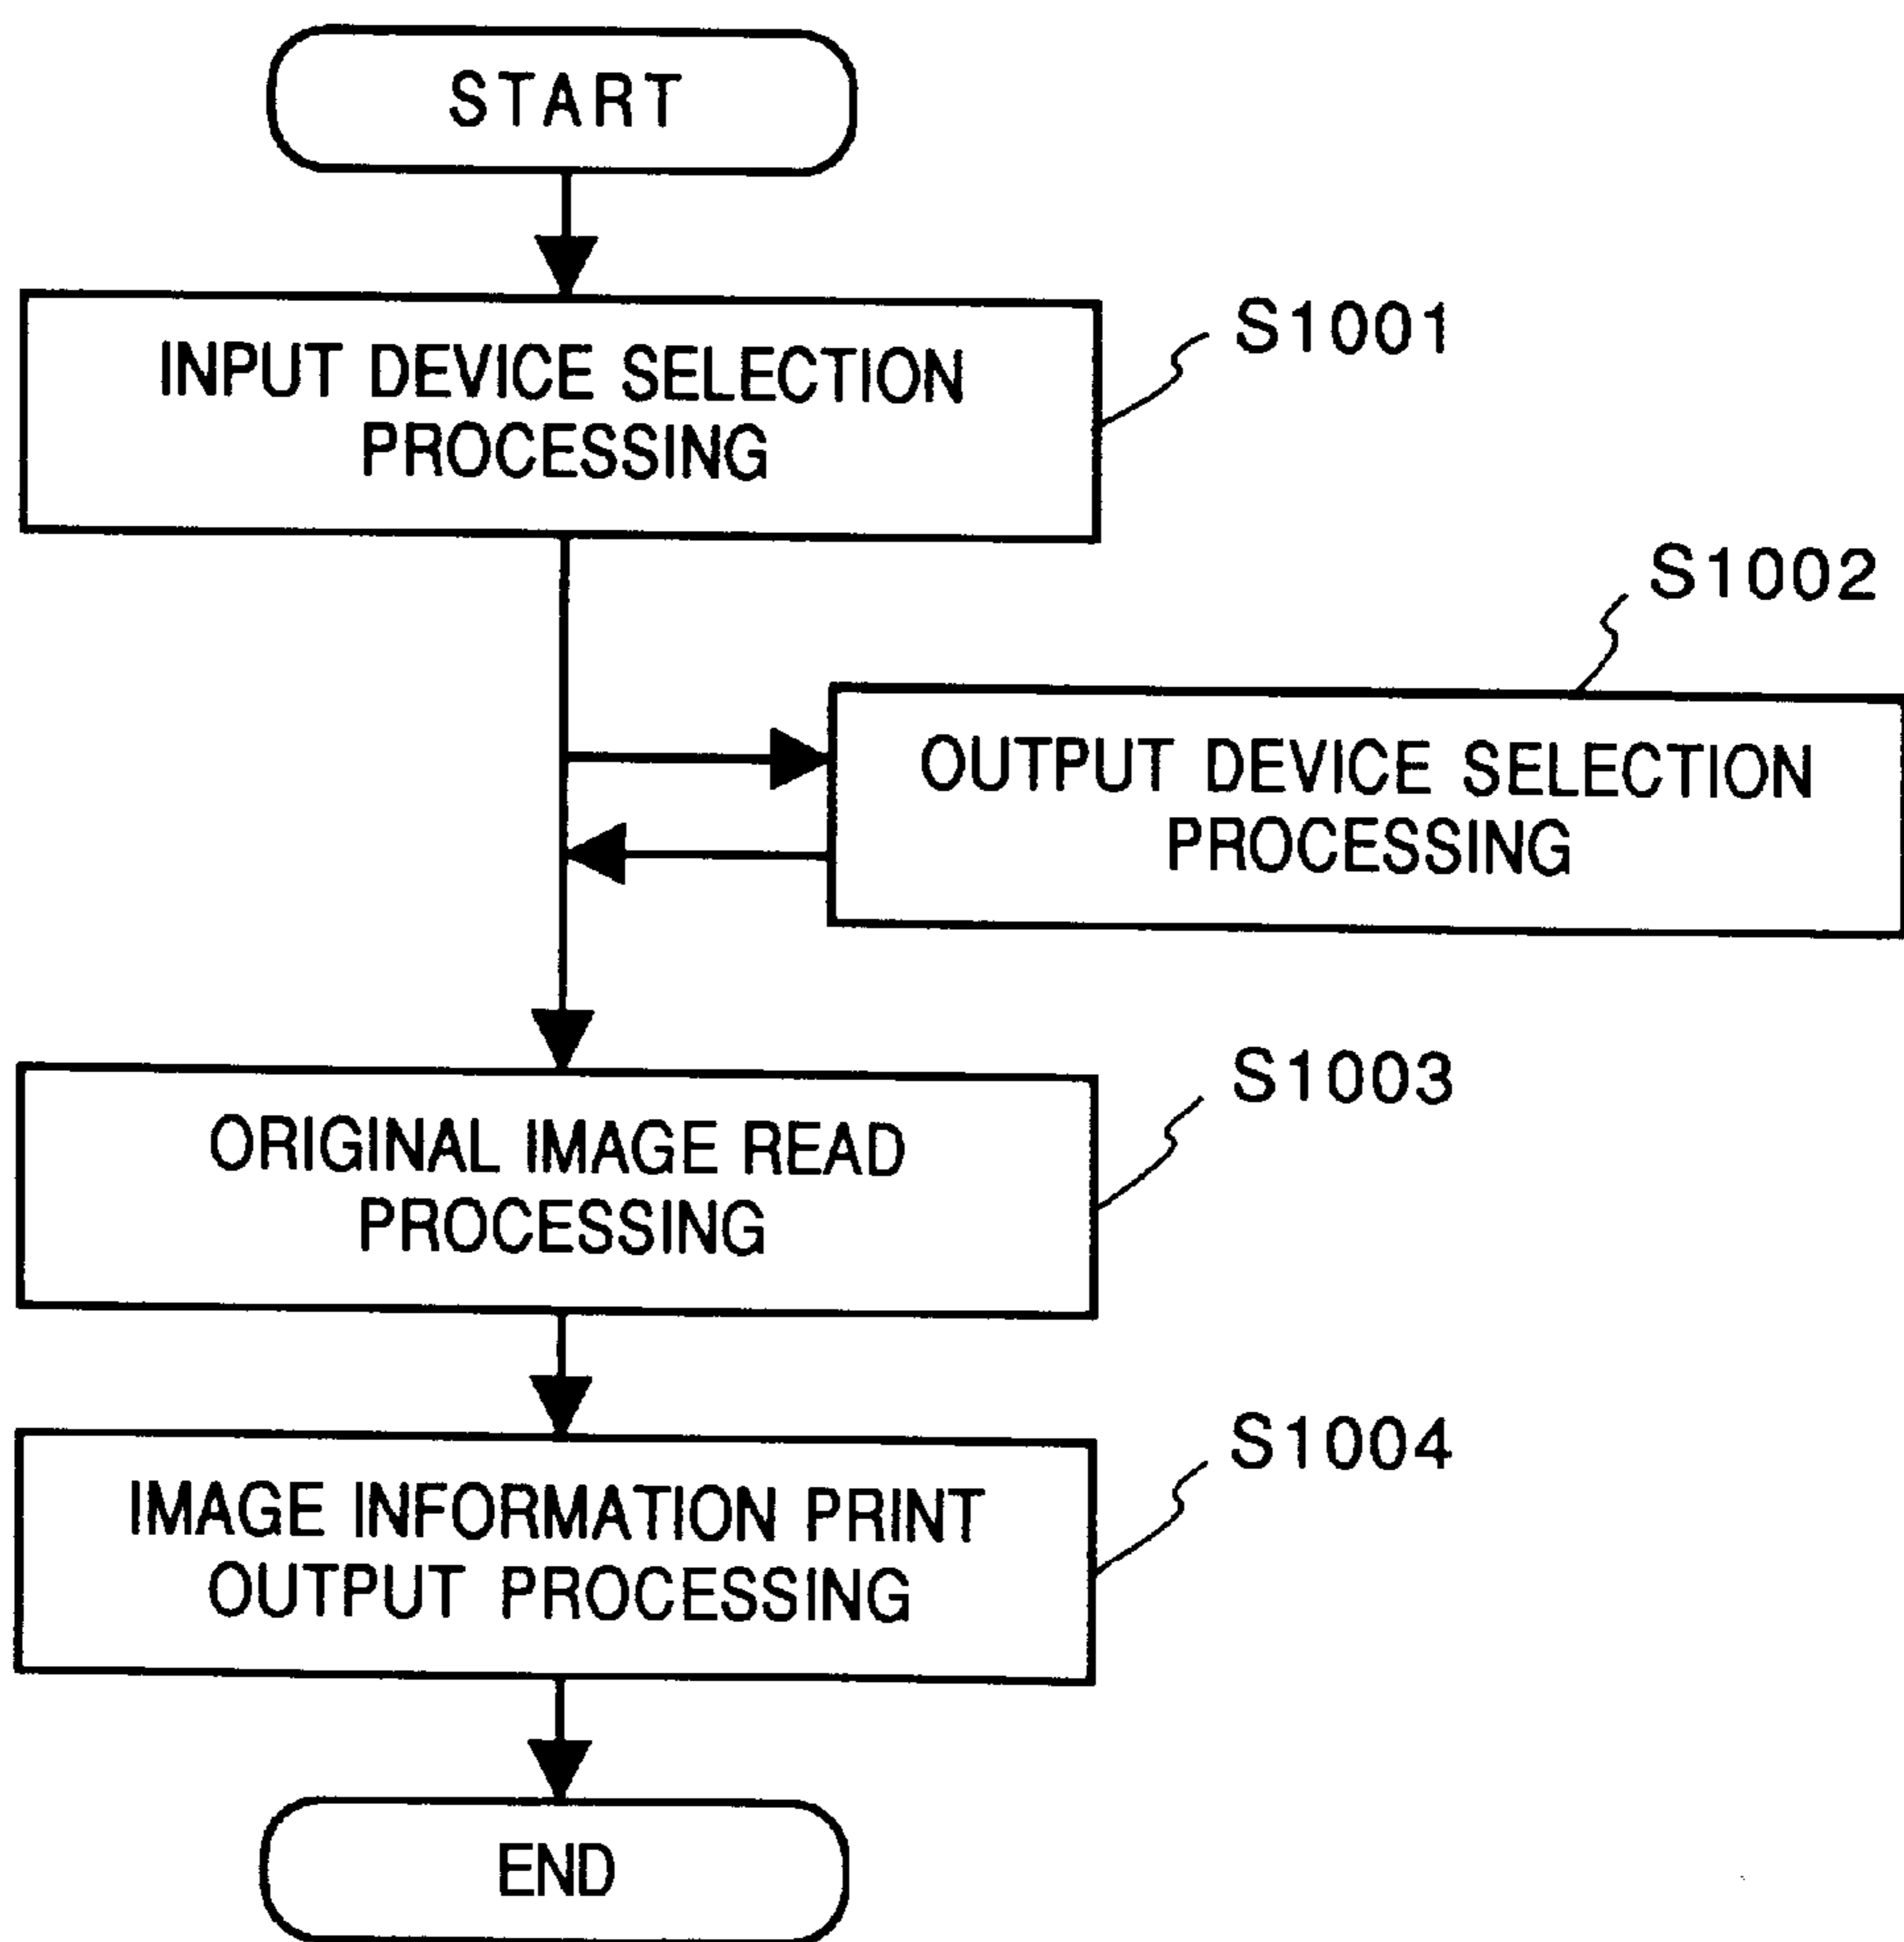 START
INPUT DEVICE SELECTION
PROCESSING
S1001
S1002
OUTPUT DEVICE SELECTION
PROCESSING
ORIGINAL IMAGE READ
PROCESSING
S1003
IMAGE INFORMATION PRINT
OUTPUT PROCESSING
S1004
END